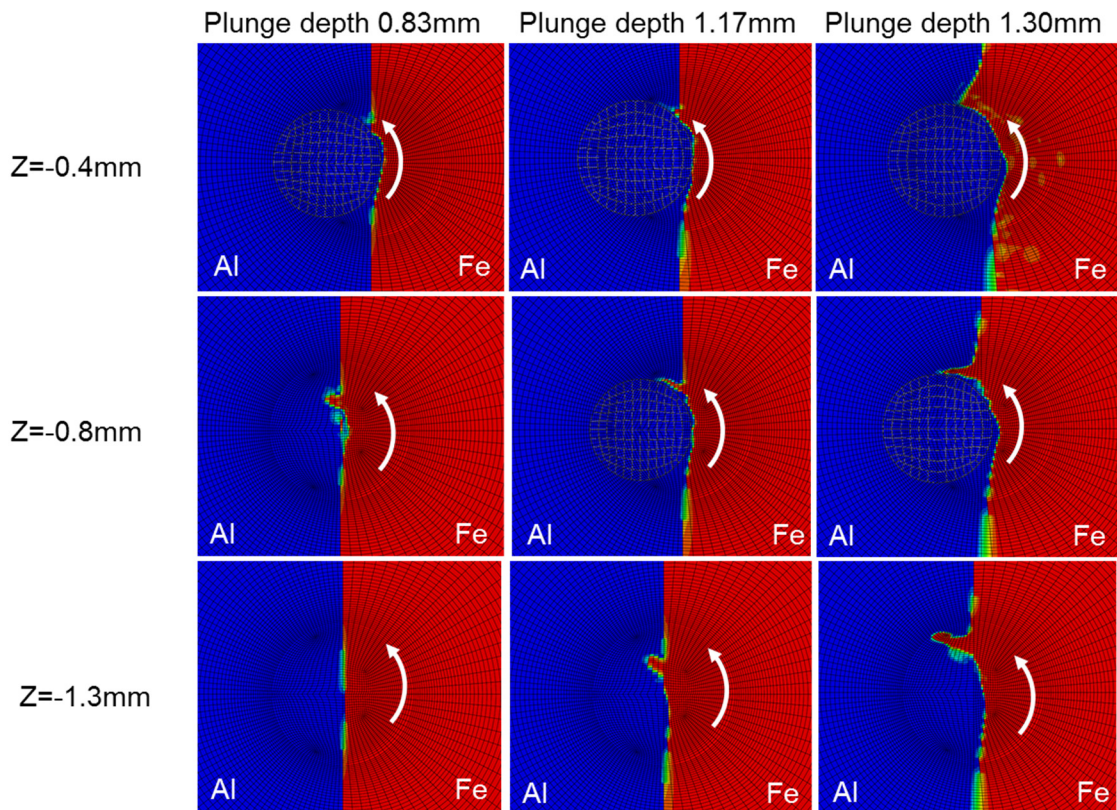 Plunge depth 0.83mm Plunge depth 1.17mm Plunge depth 1.30mm
Z=-0.4mm
Al Fe Al Fe Al Fe
Z=-0.8mm
Al Fe Al Fe Al Fe
Z=-1.3mm
Al Fe Al Fe Al Fe